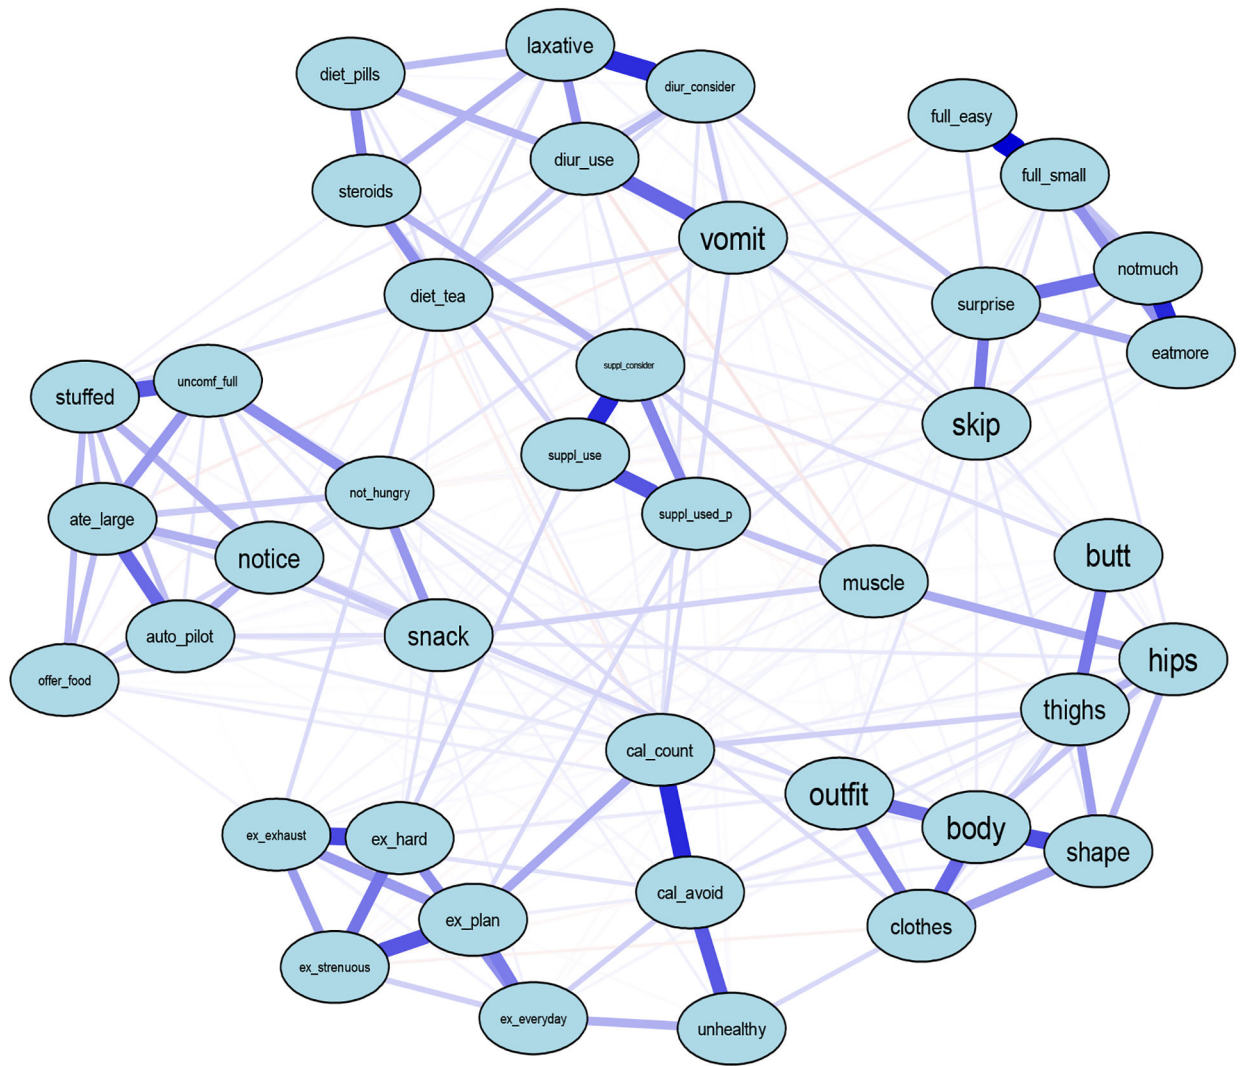 laxative
diet_pills
diur_consider
full_easy
diur_use
full_small
steroids
vomit
notmuch
diet_tea
surprise
eatmore
suppl_consider
uncomf_full
stuffed
skip
suppl_use
not_hungry
suppl_used_p
ate_large
notice
butt
muscle
auto_pilot
snack
hips
offer_food
thighs
cal_count
outfit
body
ex_exhaust
ex_hard
shape
cal_avoid
ex_plan
clothes
ex_strenuous
ex_everyday
unhealthy